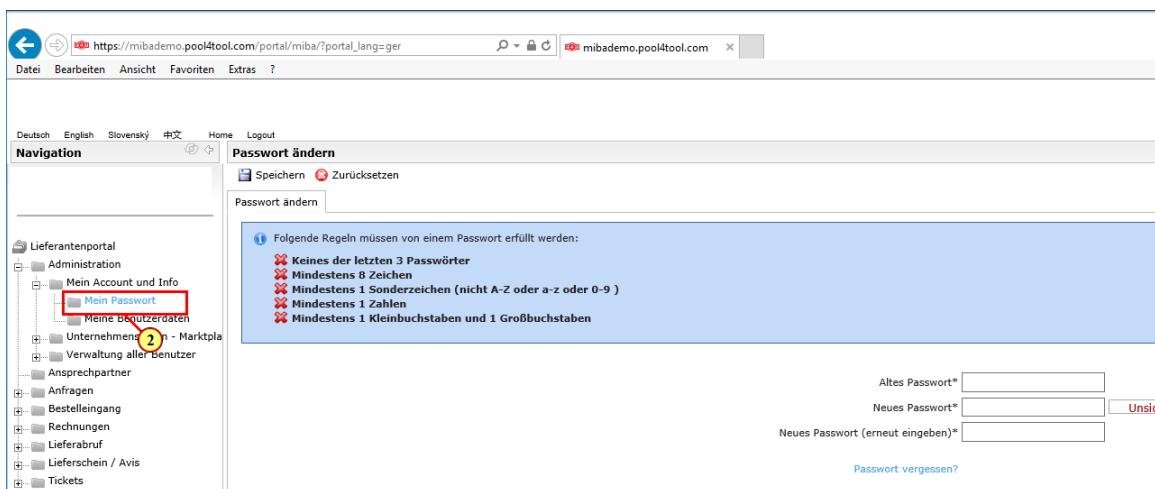 https://mibademo.pool4tool.com/portal/miba/?portal_lang=ger
mibademo.pool4tool.com
Datei Bearbeiten Ansicht Favoriten Extras ?
Deutsch English Slovenský 中文 Home Logout
Navigation
Passwort ändern
Speichern Zurücksetzen
Passwort ändern
Folgende Regeln müssen von einem Passwort erfüllt werden:
Keines der letzten 3 Passwörter
Mindestens 8 Zeichen
Mindestens 1 Sonderzeichen (nicht A-Z oder a-z oder 0-9 )
Mindestens 1 Zahlen
Mindestens 1 Kleinbuchstaben und 1 Großbuchstaben
Lieferantenportal
Administration
Mein Account und Info
Mein Passwort
Meine Benutzerdaten
2
- Marktpla
Verwaltung aller Benutzer
Ansprechpartner
Anfragen
Bestelleingang
Rechnungen
Lieferabruf
Lieferschein / Avis
Tickets
Altes Passwort*
Neues Passwort*
Neues Passwort (erneut eingeben)*
Passwort vergessen?